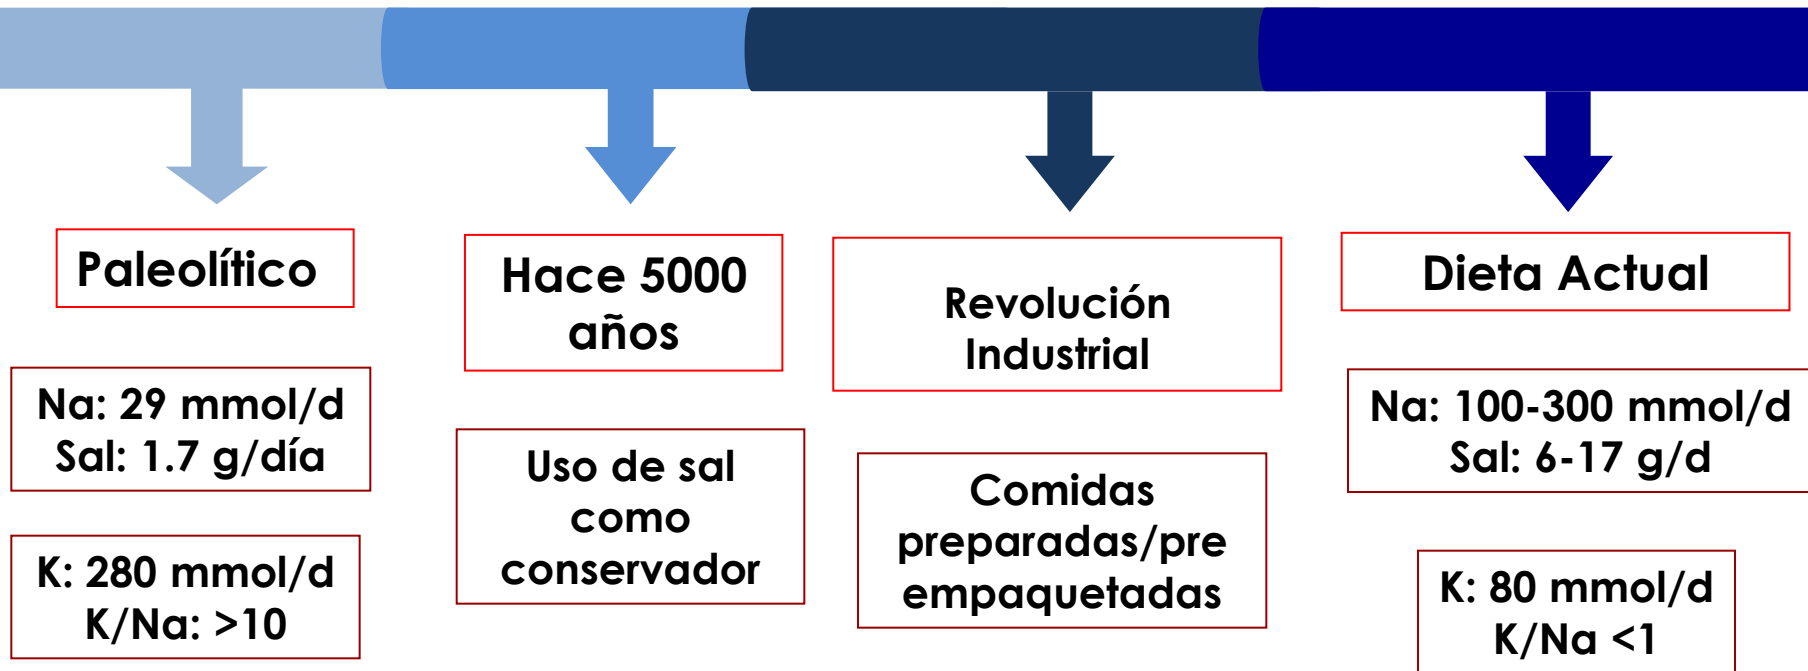 Paleolítico
Na: 29 mmol/d
Sal: 1.7 g/día
K: 280 mmol/d
K/Na: >10
Hace 5000
años
Uso de sal
como
conservador
Revolución
Industrial
Comidas
preparadas/pre
empaquetadas
Dieta Actual
Na: 100-300 mmol/d
Sal: 6-17 g/d
K: 80 mmol/d
K/Na <1